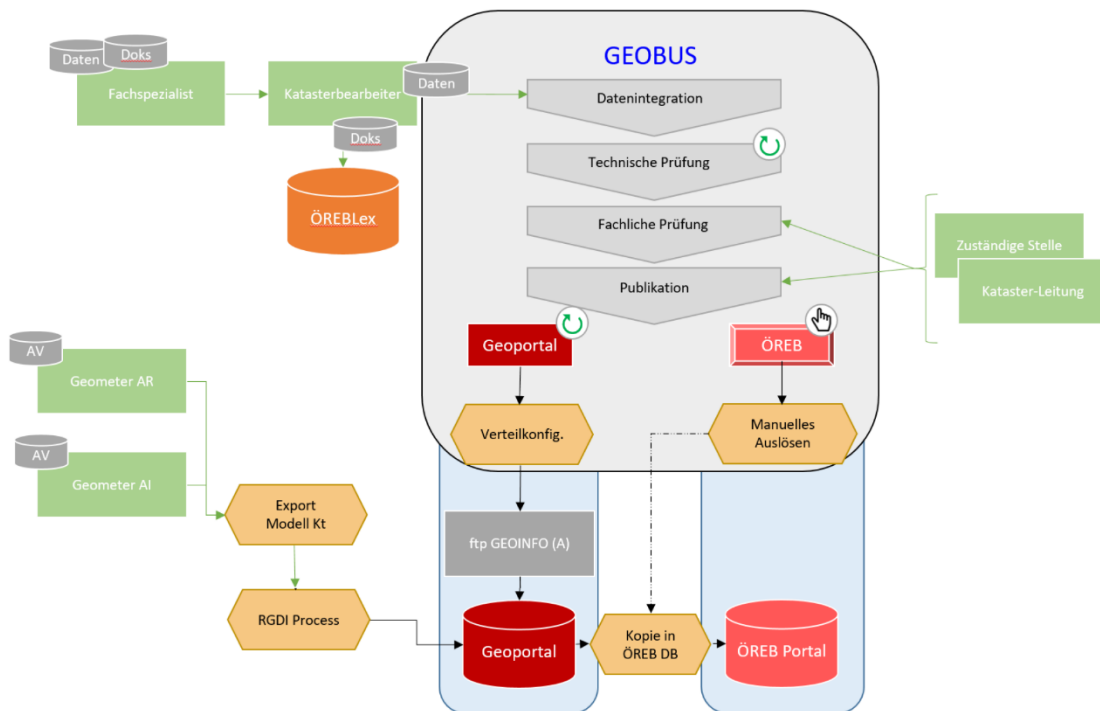 GEOBUS
Daten
Doks
Fachspezialist
Katasterbearbeiter
Daten
Doks
ÖREBLex
Datenintegration
Technische Prüfung
Fachliche Prüfung
Publikation
Zuständige Stelle
Kataster-Leitung
Geoportal
ÖREB
Verteilkonfig.
Manuelles
Auslösen
AV
Geometer AR
AV
Geometer AI
Export
Modell Kt
RGDI Process
ftp GEOINFO (A)
Geoportal
Kopie in
ÖREB DB
ÖREB Portal